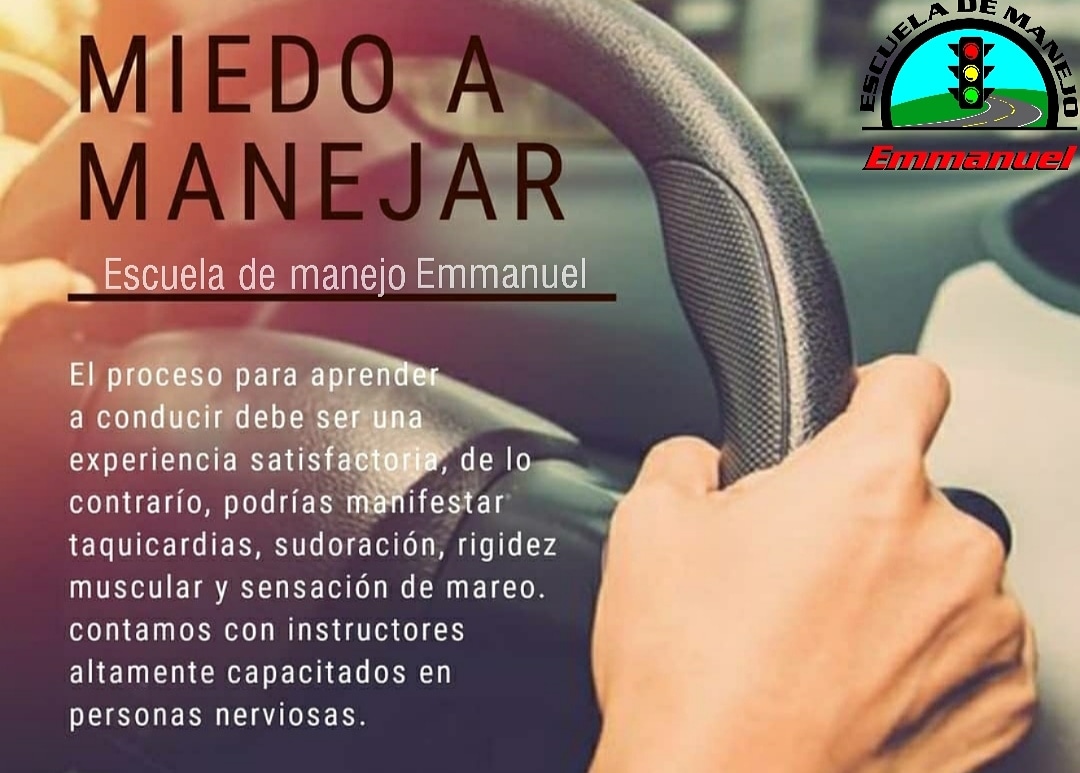 MIEDO A
MANEJAR
Escuela de manejo Emmanuel
El proceso para aprender
a conducir debe ser una
experiencia satisfactoria, de lo
contrarío, podrías manifestar
taquicardias, sudoración, rigidez
muscular y sensación de mareo.
contamos con instructores
altamente capacitados en
personas nerviosas.
ESCUELA DE MANEJO
Emmanuel